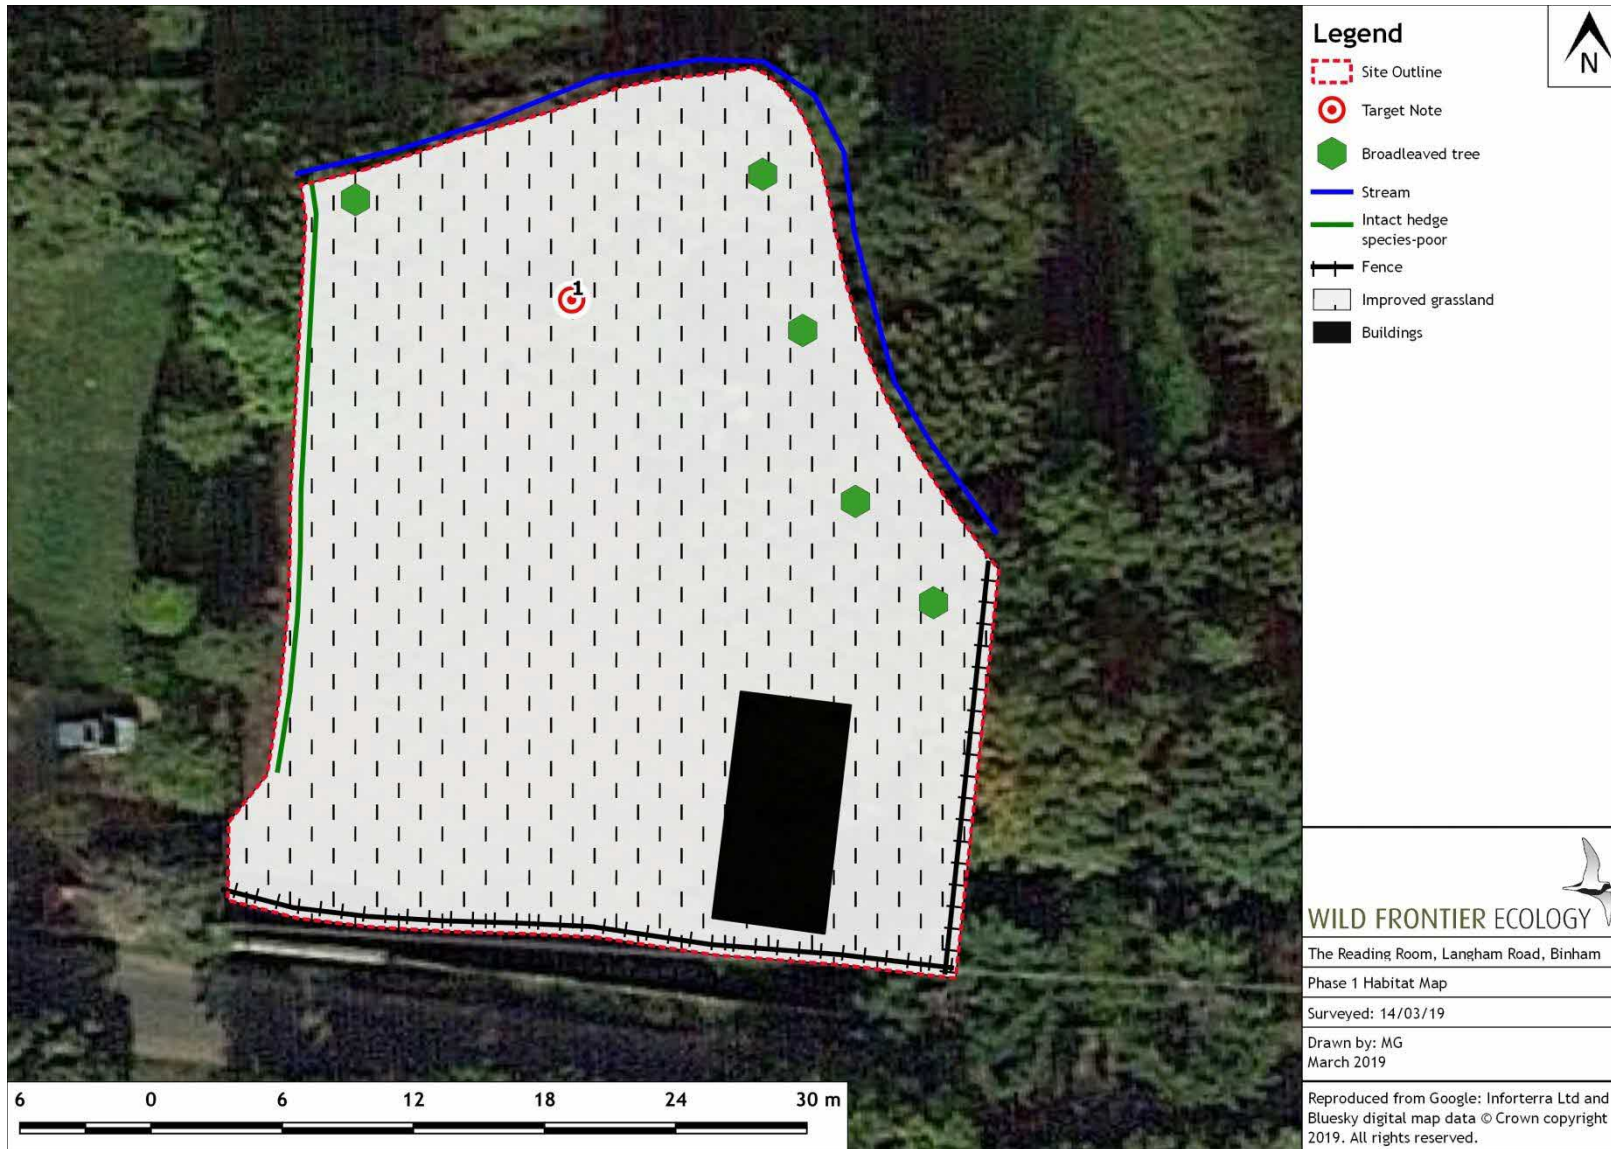 Legend
N
Site Outline
Target Note
Broadleaved tree
Stream
Intact hedge
species-poor
Fence
Improved grassland
Buildings
1
WILD FRONTIER ECOLOGY
The Reading Room, Langham Road, Binham
Phase 1 Habitat Map
Surveyed: 14/03/19
Drawn by: MG
March 2019
Reproduced from Google: Inforterra Ltd and
Bluesky digital map data © Crown copyright
2019. All rights reserved.
6 0 6 12 18 24 30 m